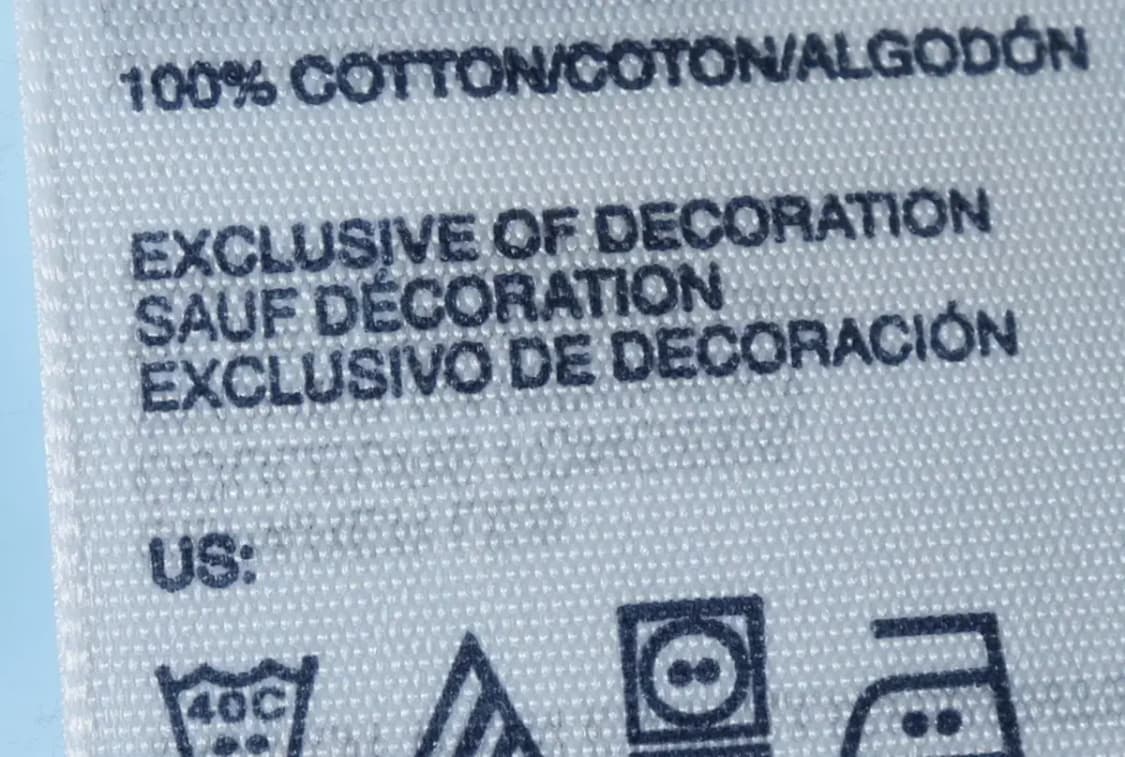 100% COTTON/COTON/ALGODÓN
EXCLUSIVE OF DECORATION
SAUF DÉCORATION
EXCLUSIVO DE DECORACIÓN
US:
40C